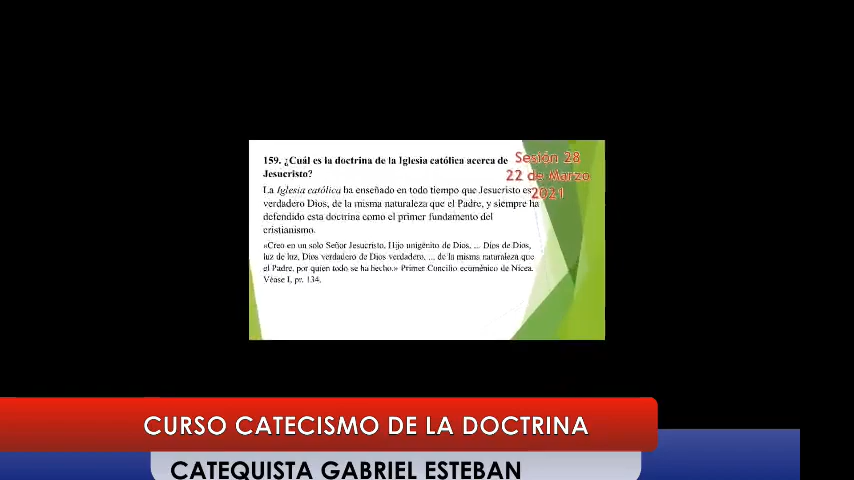 159. ¿Cuál es la doctrina de la Iglesia católica acerca de
Jesucristo?
Sesión 28
22 de Marzo
2021
La Iglesia católica ha enseñado en todo tiempo que Jesucristo es
verdadero Dios, de la misma naturaleza que el Padre, y siempre ha
defendido esta doctrina como el primer fundamento del
cristianismo.
«Creo en un solo Señor Jesucristo, Hijo unigénito de Dios, ... Dios de Dios,
luz de luz, Dios verdadero de Dios verdadero, ... de la misma naturaleza que
el Padre, por quien todo se ha hecho.» Primer Concilio ecuménico de Nicea.
Véase I, pr. 134.
CURSO CATECISMO DE LA DOCTRINA
CATEQUISTA GABRIEL ESTEBAN